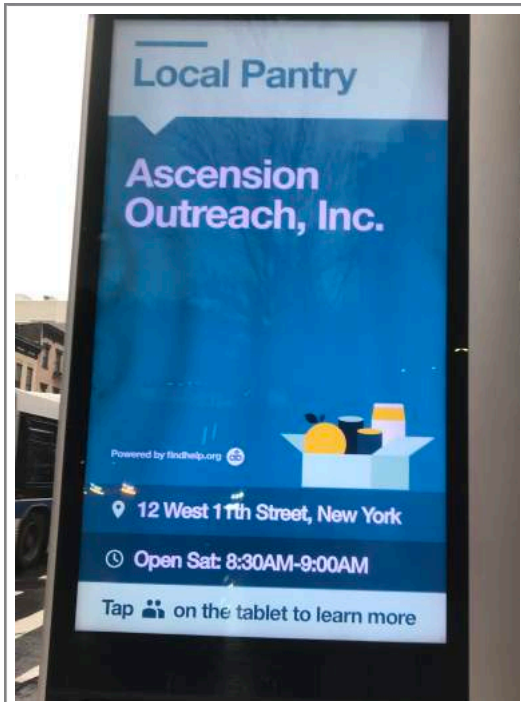 Local Pantry
Ascension
Outreach, Inc.
Powered by findhelp.org
12 West 11th Street, New York
Open Sat: 8:30AM-9:00AM
Tap on the tablet to learn more